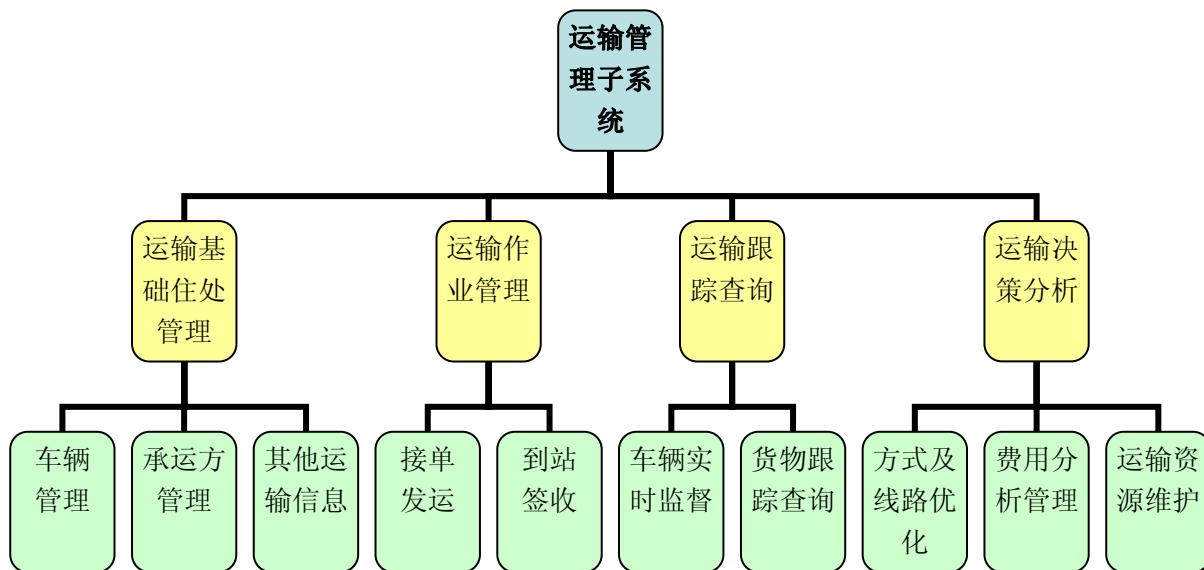 运输管
理子系
统
运输基
础住处
管理
运输作
业管理
运输跟
踪查询
运输决
策分析
车辆
管理
承运方
管理
其他运
输信息
接单
发运
到站
签收
车辆实
时监督
货物跟
踪查询
方式及
线路优
化
费用分
析管理
运输资
源维护